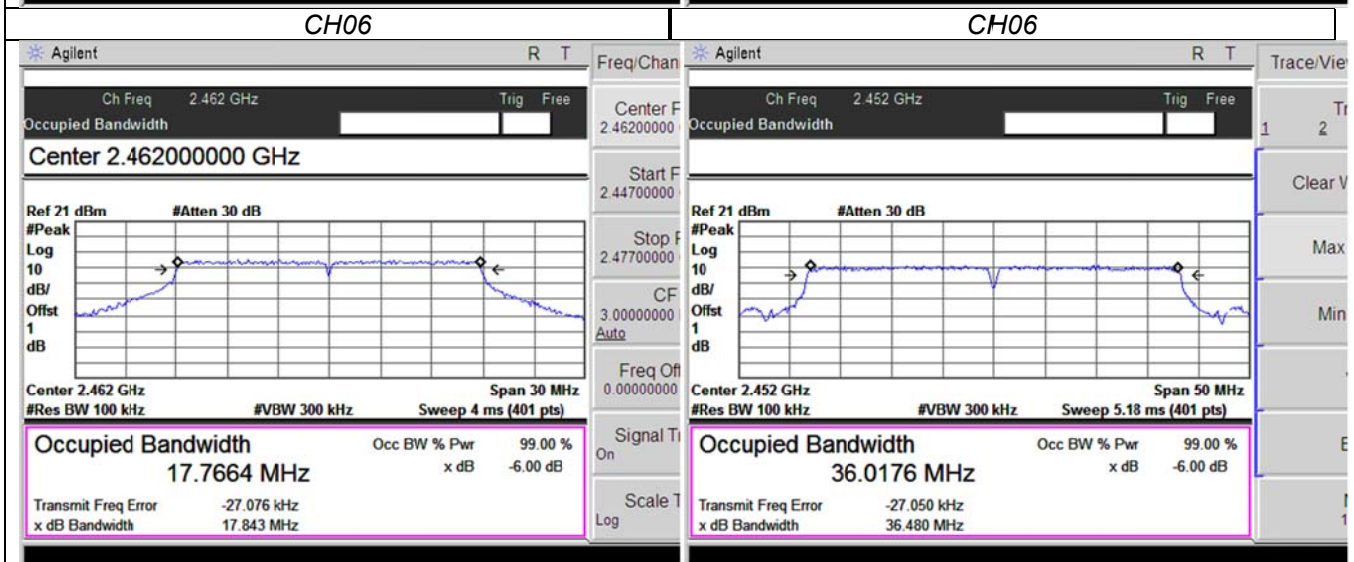 CH06
CH06
Agilent R T
Freq/Chan
Ch Freq 2.462 GHz Trig Free
Occupied Bandwidth
Center 2.462000000 GHz
Ref 21 dBm #Atten 30 dB
#Peak
Log
10
dB/
Offst
1
dB
Center 2.462 GHz Span 30 MHz
#Res BW 100 kHz #VBW 300 kHz Sweep 4 ms (401 pts)
Occupied Bandwidth Occ BW % Pwr 99.00 %
17.7664 MHz x dB -6.00 dB
Transmit Freq Error -27.076 kHz
x dB Bandwidth 17.843 MHz
Center F
2.46200000
Start F
2.44700000
Stop F
2.47700000
CF
3.00000000
Auto
Freq Off
0.00000000
Signal Tr
On
Scale T
Log
Agilent R T
Trace/View
Ch Freq 2.452 GHz Trig Free
Occupied Bandwidth
Ref 21 dBm #Atten 30 dB
#Peak
Log
10
dB/
Offst
1
dB
Center 2.452 GHz Span 50 MHz
#Res BW 100 kHz #VBW 300 kHz Sweep 5.18 ms (401 pts)
Occupied Bandwidth Occ BW % Pwr 99.00 %
36.0176 MHz x dB -6.00 dB
Transmit Freq Error -27.050 kHz
x dB Bandwidth 36.480 MHz
Tr
1 2
Clear W
Max
Min